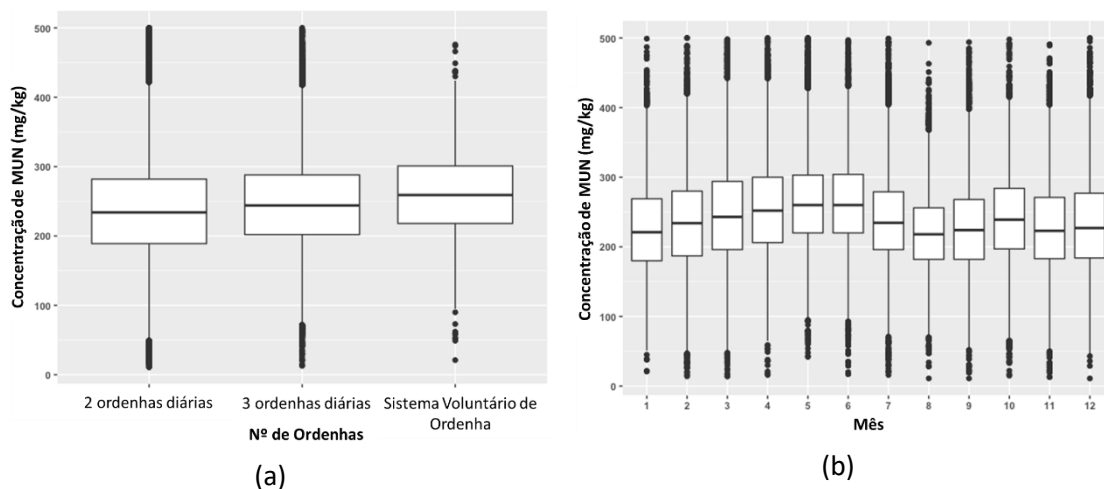 Concentração de MUN (mg/kg)
500
400
300
200
100
0
2 ordenhas diárias
3 ordenhas diárias
Sistema Voluntário de
Ordenha
Nº de Ordenhas
(a)
Concentração de MUN (mg/kg)
500
400
300
200
100
0
1 2 3 4 5 6 7 8 9 10 11 12
Mês
(b)